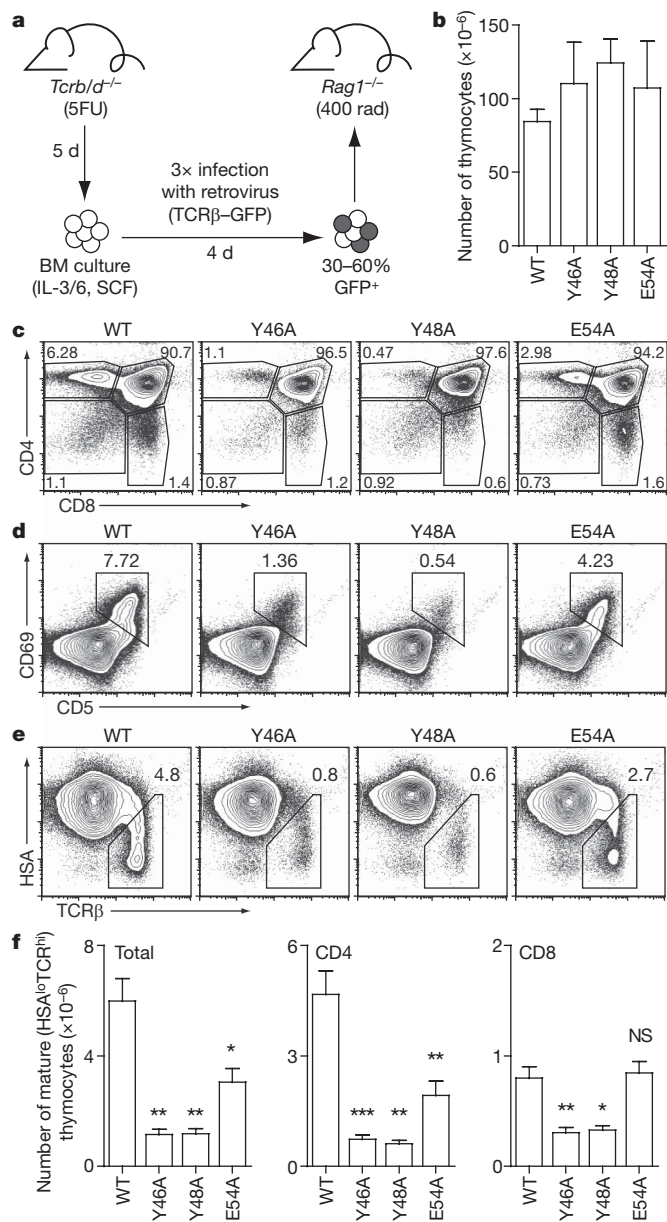 a
Tcrb/d–/–
(5FU)
5 d
BM culture
(IL-3/6, SCF)
3× infection
with retrovirus
(TCRβ–GFP)
4 d
Rag1–/–
(400 rad)
30–60%
GFP+
b
Number of thymocytes (×10–6)
150
100
50
0
WT
Y46A
Y48A
E54A
c
WT
Y46A
Y48A
E54A
6.28
90.7
1.1
1.4
1.1
96.5
0.87
1.2
0.47
97.6
0.92
0.6
2.98
94.2
0.73
1.6
CD4
CD8
d
WT
Y46A
Y48A
E54A
7.72
1.36
0.54
4.23
CD69
CD5
e
WT
Y46A
Y48A
E54A
4.8
0.8
0.6
2.7
HSA
TCRβ
f
Number of mature (HSAloTCRhi)
thymocytes (×10–6)
Total
8
4
0
**
**
*
WT
Y46A
Y48A
E54A
CD4
6
3
0
***
**
**
WT
Y46A
Y48A
E54A
CD8
2
1
0
**
*
NS
WT
Y46A
Y48A
E54A